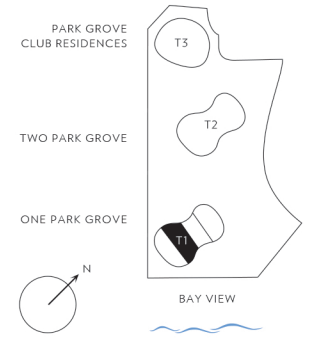 PARK GROVE
CLUB RESIDENCES
T3
T2
TWO PARK GROVE
ONE PARK GROVE
T1
N
BAY VIEW